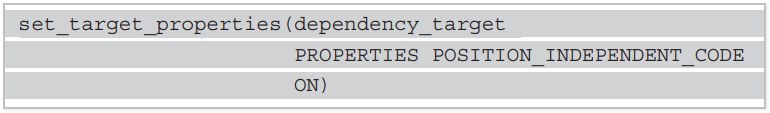 set_target_properties(dependency_target
PROPERTIES POSITION_INDEPENDENT_CODE
ON)